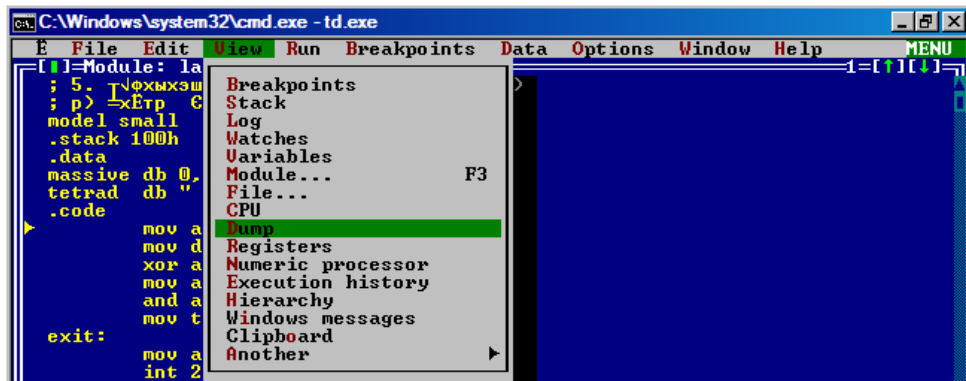 C:\Windows\system32\cmd.exe - td.exe
Ë File Edit View Run Breakpoints Data Options Window Help MENU
[■]=Module: la 1=[↑][↓]
; 5.
; р)
model small
.stack 100h
.data
massive db 0,
tetrad db "
.code
mov a
mov d
xor a
mov a
and a
mov t
exit:
mov a
int 2
Breakpoints
Stack
Log
Watches
Variables
Module... F3
File...
CPU
Dump
Registers
Numeric processor
Execution history
Hierarchy
Windows messages
Clipboard
Another